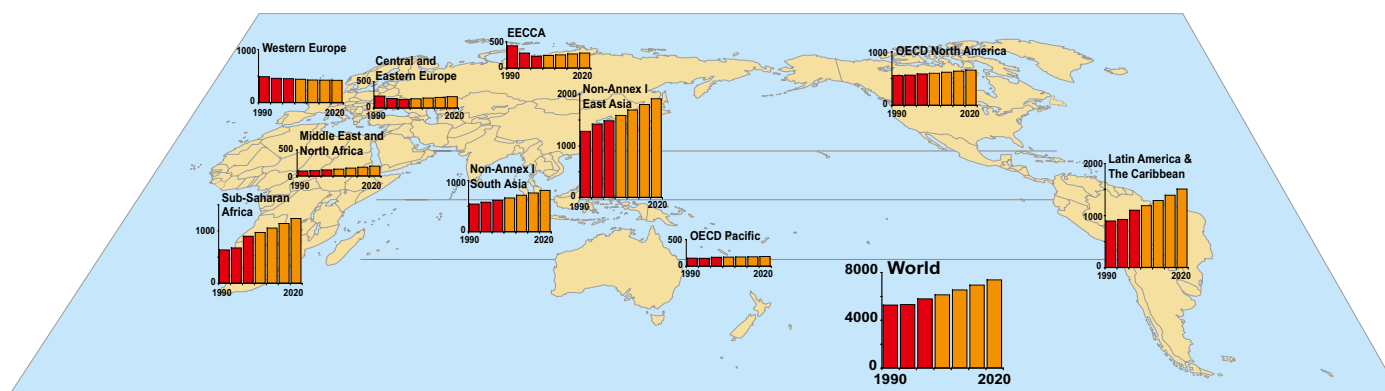 Western Europe
1000
0
1990
2020
Central and
Eastern Europe
500
0
1990
2020
EECCA
500
0
1990
2020
Non-Annex I
East Asia
2000
1000
0
1990
2020
OECD North America
1000
0
1990
2020
Middle East and
North Africa
500
0
1990
2020
Non-Annex I
South Asia
1000
0
1990
2020
Sub-Saharan
Africa
1000
0
1990
2020
OECD Pacific
500
0
1990
2020
Latin America &
The Caribbean
2000
1000
0
1990
2020
World
8000
4000
0
1990
2020